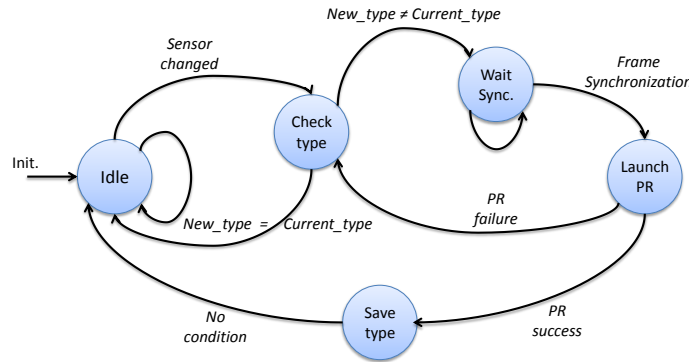 New_type ≠ Current_type
Sensor
changed
Wait
Sync.
Frame
Synchronization
Check
type
Init.
Idle
Launch
PR
PR
failure
New_type = Current_type
Save
type
No
condition
PR
success